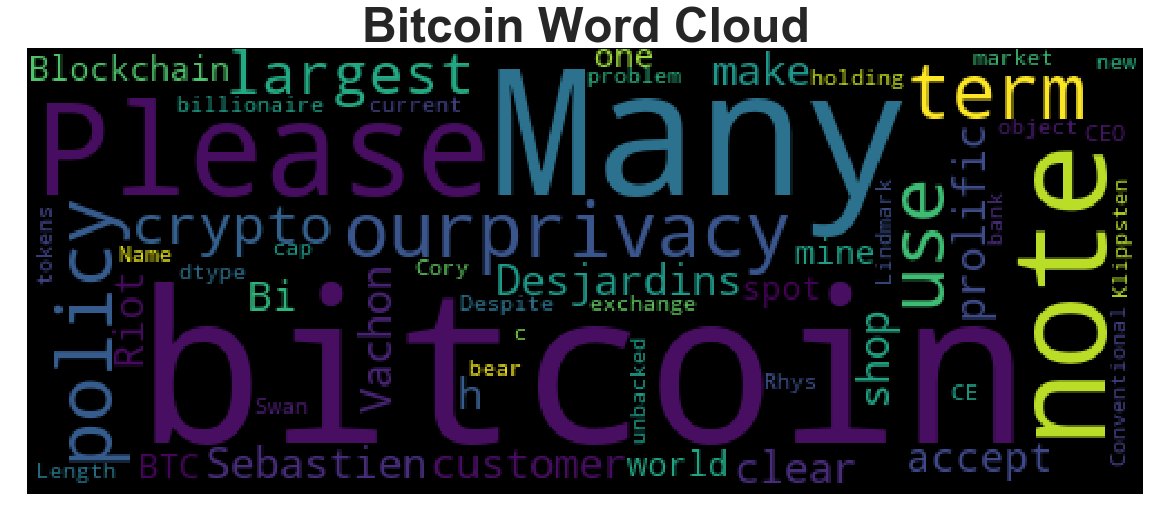 Bitcoin Word Cloud
Blockchain
largest
one
problem
make
holding
market
new
billionaire
current
term
object
CEO
Please
Many
prolific
note
tokens
policy
crypto
ourprivacy
mine
Lindmark
use
bank
Klippsten
Name
cap
dtype
Cory
Desjardins
spot
Riot
Bi
Vachon
Despite
exchange
bitcoin
c
shop
Conventional
bear
h
unbacked
Rhys
CE
Swan
Length
BTC
Sebastien
customer
world
clear
accept